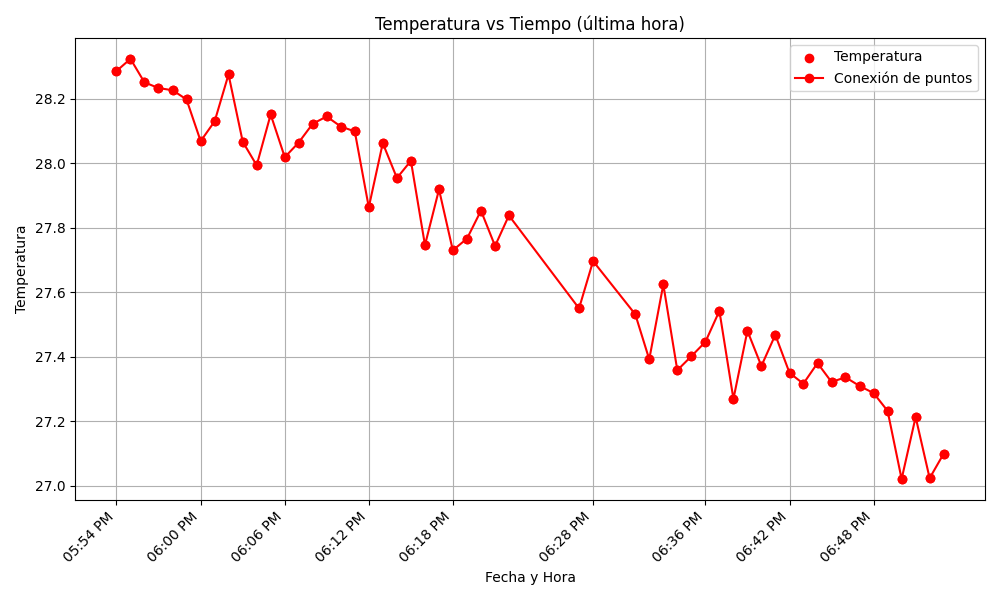 Temperatura vs Tiempo (última hora)
Temperatura
Conexión de puntos
Temperatura
28.2
28.0
27.8
27.6
27.4
27.2
27.0
05:54 PM
06:00 PM
06:06 PM
06:12 PM
06:18 PM
06:28 PM
06:36 PM
06:42 PM
06:48 PM
Fecha y Hora